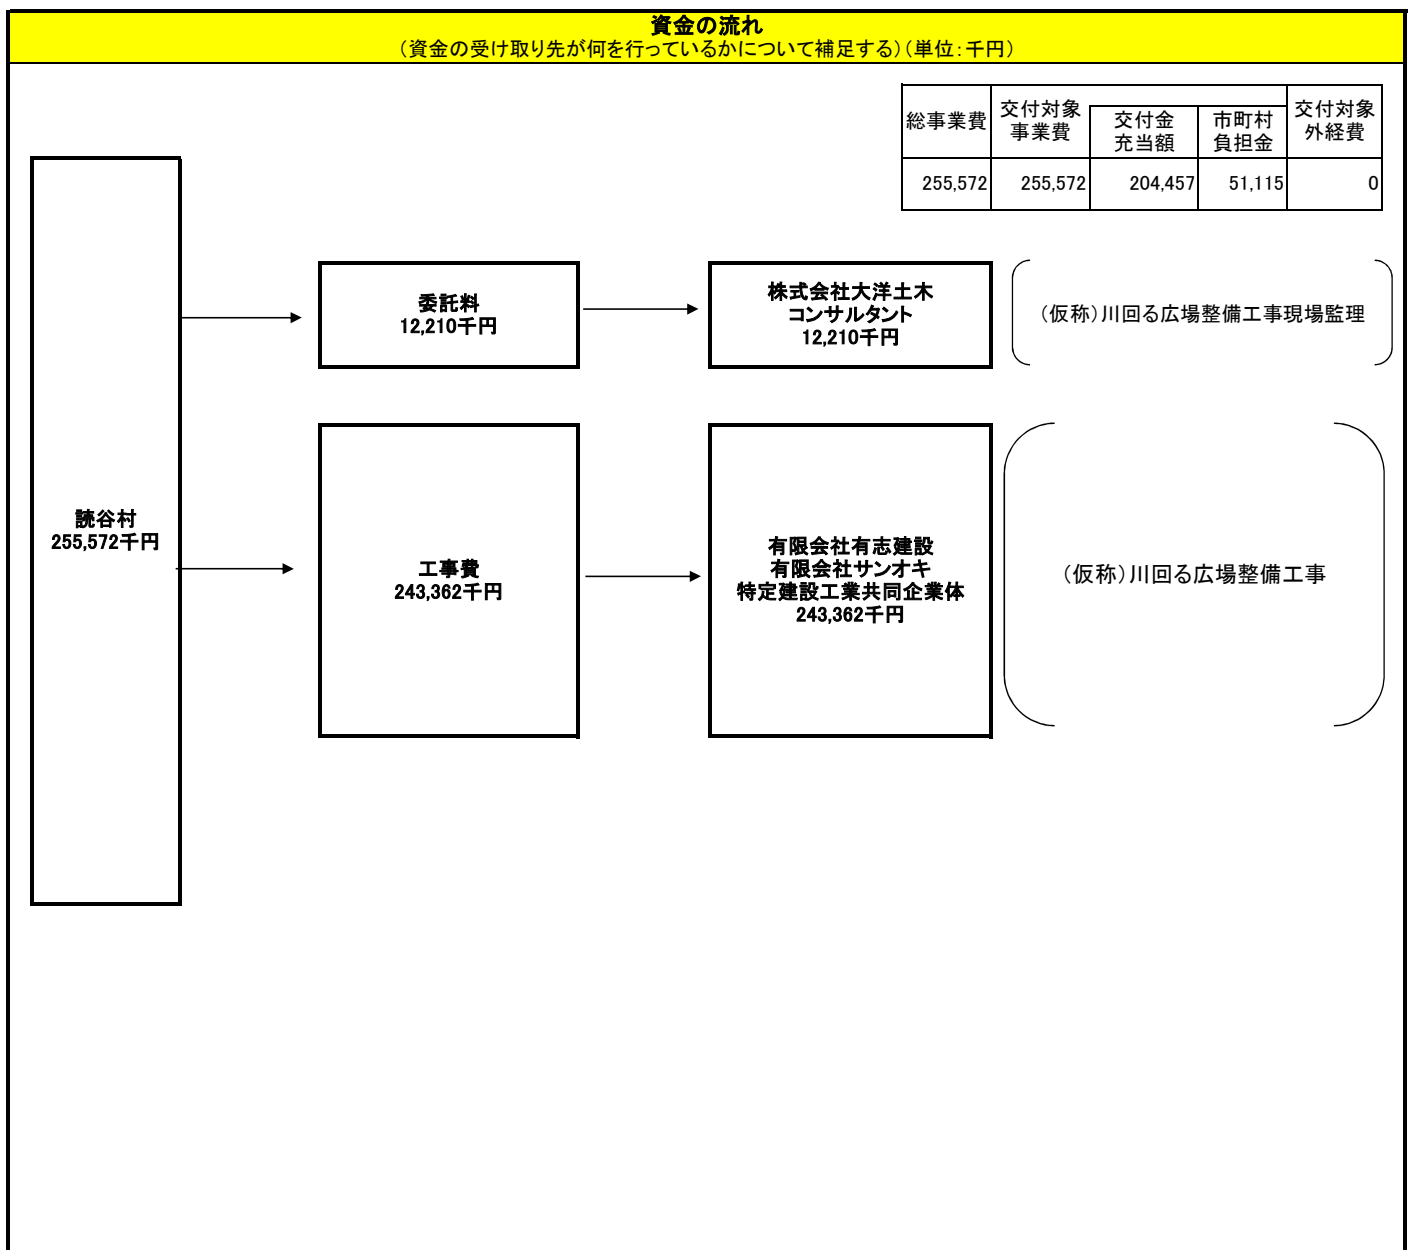 資金の流れ
（資金の受け取り先が何を行っているかについて補足する）（単位：千円）
総事業費
交付対象
事業費
交付金
充当額
市町村
負担金
交付対象
外経費
255,572
255,572
204,457
51,115
0
読谷村
255,572千円
委託料
12,210千円
株式会社大洋土木
コンサルタント
12,210千円
（仮称）川回る広場整備工事現場監理
工事費
243,362千円
有限会社有志建設
有限会社サンオキ
特定建設工業共同企業体
243,362千円
（仮称）川回る広場整備工事